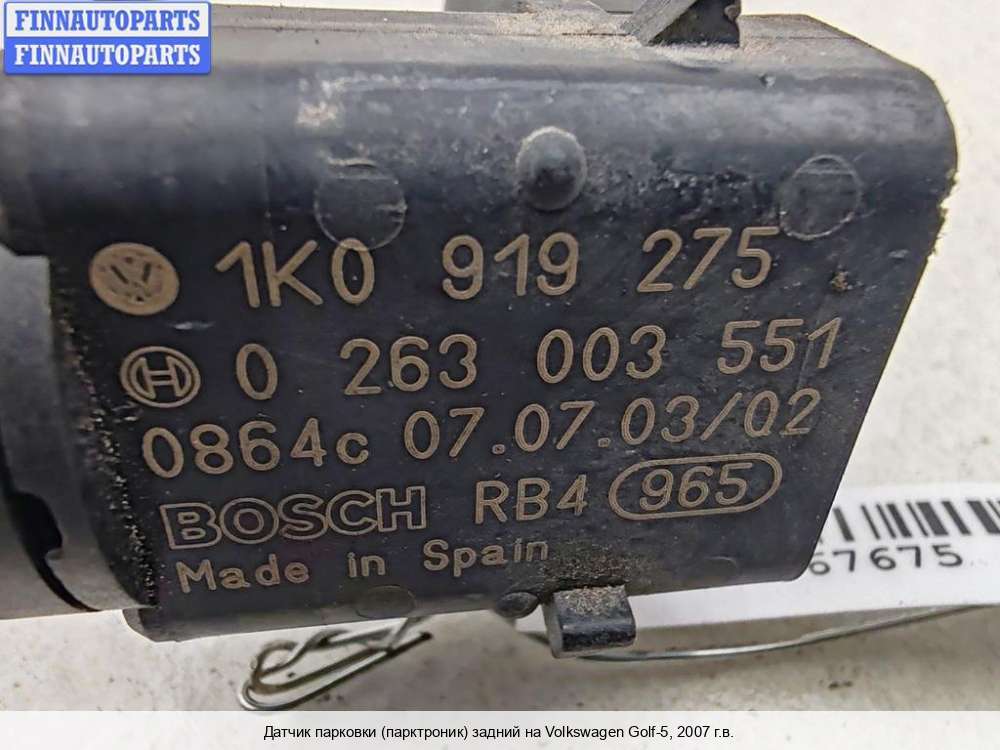 FINNAUTOPARTS
FINNAUTOPARTS
1K0 919 275
0 263 003 551
0864c 07.07.03/02
BOSCH RB4 965
Made in Spain
67675
Датчик парковки (парктроник) задний на Volkswagen Golf-5, 2007 г.в.